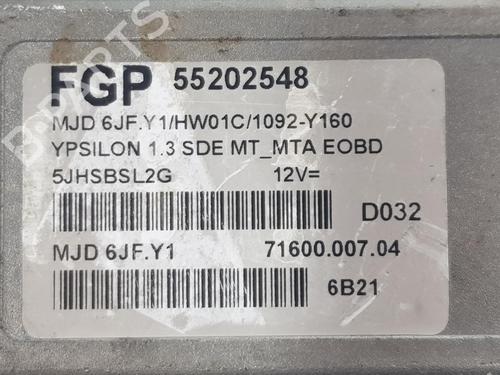 B-PARTS
FGP 55202548
MJD 6JF.Y1/HW01C/1092-Y160
YPSILON 1.3 SDE MT_MTA EOBD
5JHSBSL2G 12V=
D032
MJD 6JF.Y1 71600.007.04
6B21